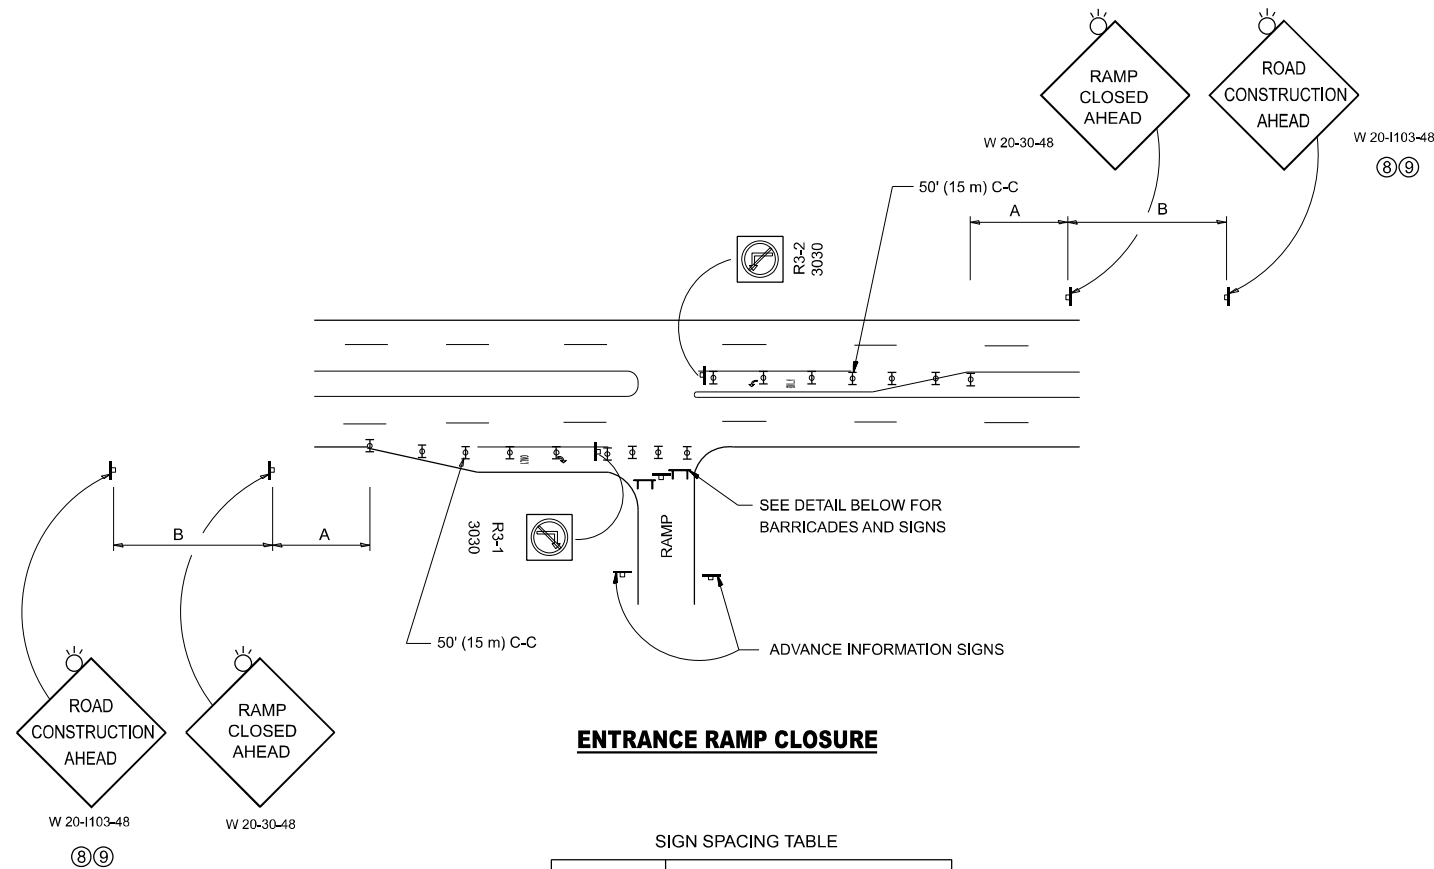 RAMP
CLOSED
AHEAD
W 20-30-48
ROAD
CONSTRUCTION
AHEAD
W 20-I103-48
⑧⑨
50' (15 m) C-C
A
B
R3-2
3030
SEE DETAIL BELOW FOR
BARRICADES AND SIGNS
RAMP
B
A
R3-1
3030
50' (15 m) C-C
ADVANCE INFORMATION SIGNS
ROAD
CONSTRUCTION
AHEAD
W 20-I103-48
⑧⑨
RAMP
CLOSED
AHEAD
W 20-30-48
ENTRANCE RAMP CLOSURE
SIGN SPACING TABLE